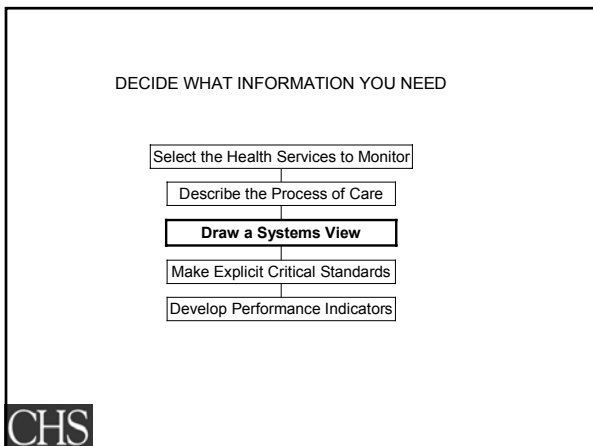 DECIDE WHAT INFORMATION YOU NEED
Select the Health Services to Monitor
Describe the Process of Care
Draw a Systems View
Make Explicit Critical Standards
Develop Performance Indicators
CHS